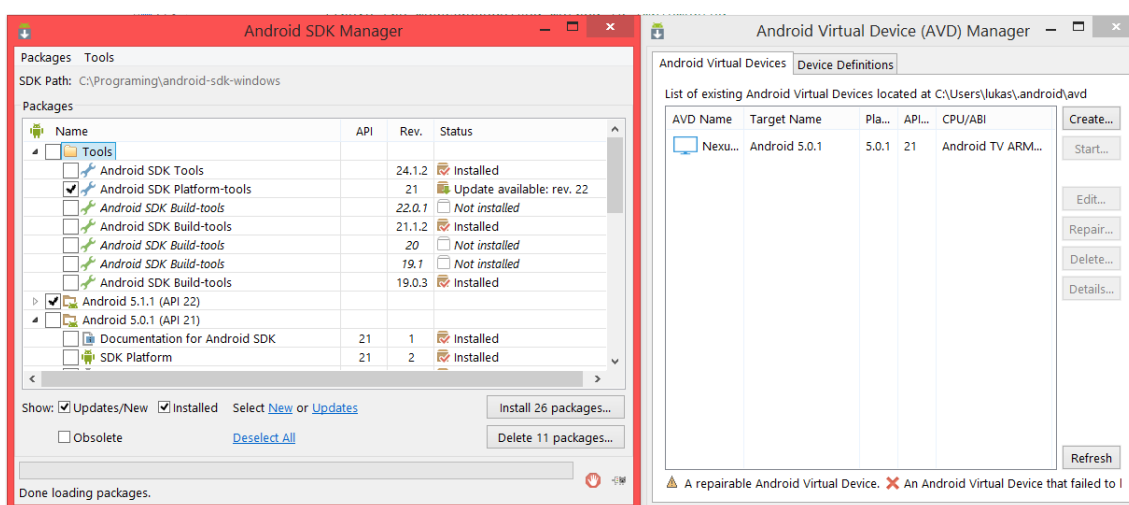 Android SDK Manager
Packages Tools
SDK Path: C:\Programing\android-sdk-windows
Packages
Name API Rev. Status
Tools
Android SDK Tools 24.1.2 Installed
Android SDK Platform-tools 21 Update available: rev. 22
Android SDK Build-tools 22.0.1 Not installed
Android SDK Build-tools 21.1.2 Installed
Android SDK Build-tools 20 Not installed
Android SDK Build-tools 19.1 Not installed
Android SDK Build-tools 19.0.3 Installed
Android 5.1.1 (API 22)
Android 5.0.1 (API 21)
Documentation for Android SDK 21 1 Installed
SDK Platform 21 2 Installed
Show: Updates/New Installed Select New or Updates Install 26 packages...
Obsolete Deselect All Delete 11 packages...
Done loading packages.
Android Virtual Device (AVD) Manager
Android Virtual Devices Device Definitions
List of existing Android Virtual Devices located at C:\Users\lukas\.android\avd
AVD Name Target Name Pla... API... CPU/ABI Create...
Nexu... Android 5.0.1 5.0.1 21 Android TV ARM... Start...
Edit...
Repair...
Delete...
Details...
Refresh
A repairable Android Virtual Device. An Android Virtual Device that failed to